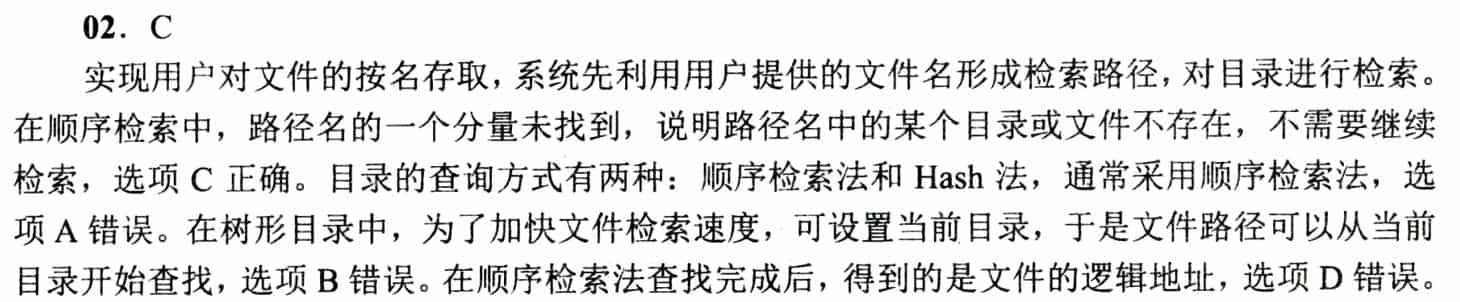 02. C
实现用户对文件的按名存取，系统先利用用户提供的文件名形成检索路径，对目录进行检索。
在顺序检索中，路径名的一个分量未找到，说明路径名中的某个目录或文件不存在，不需要继续
检索，选项 C 正确。目录的查询方式有两种：顺序检索法和 Hash 法，通常采用顺序检索法，选
项 A 错误。在树形目录中，为了加快文件检索速度，可设置当前目录，于是文件路径可以从当前
目录开始查找，选项 B 错误。在顺序检索法查找完成后，得到的是文件的逻辑地址，选项 D 错误。